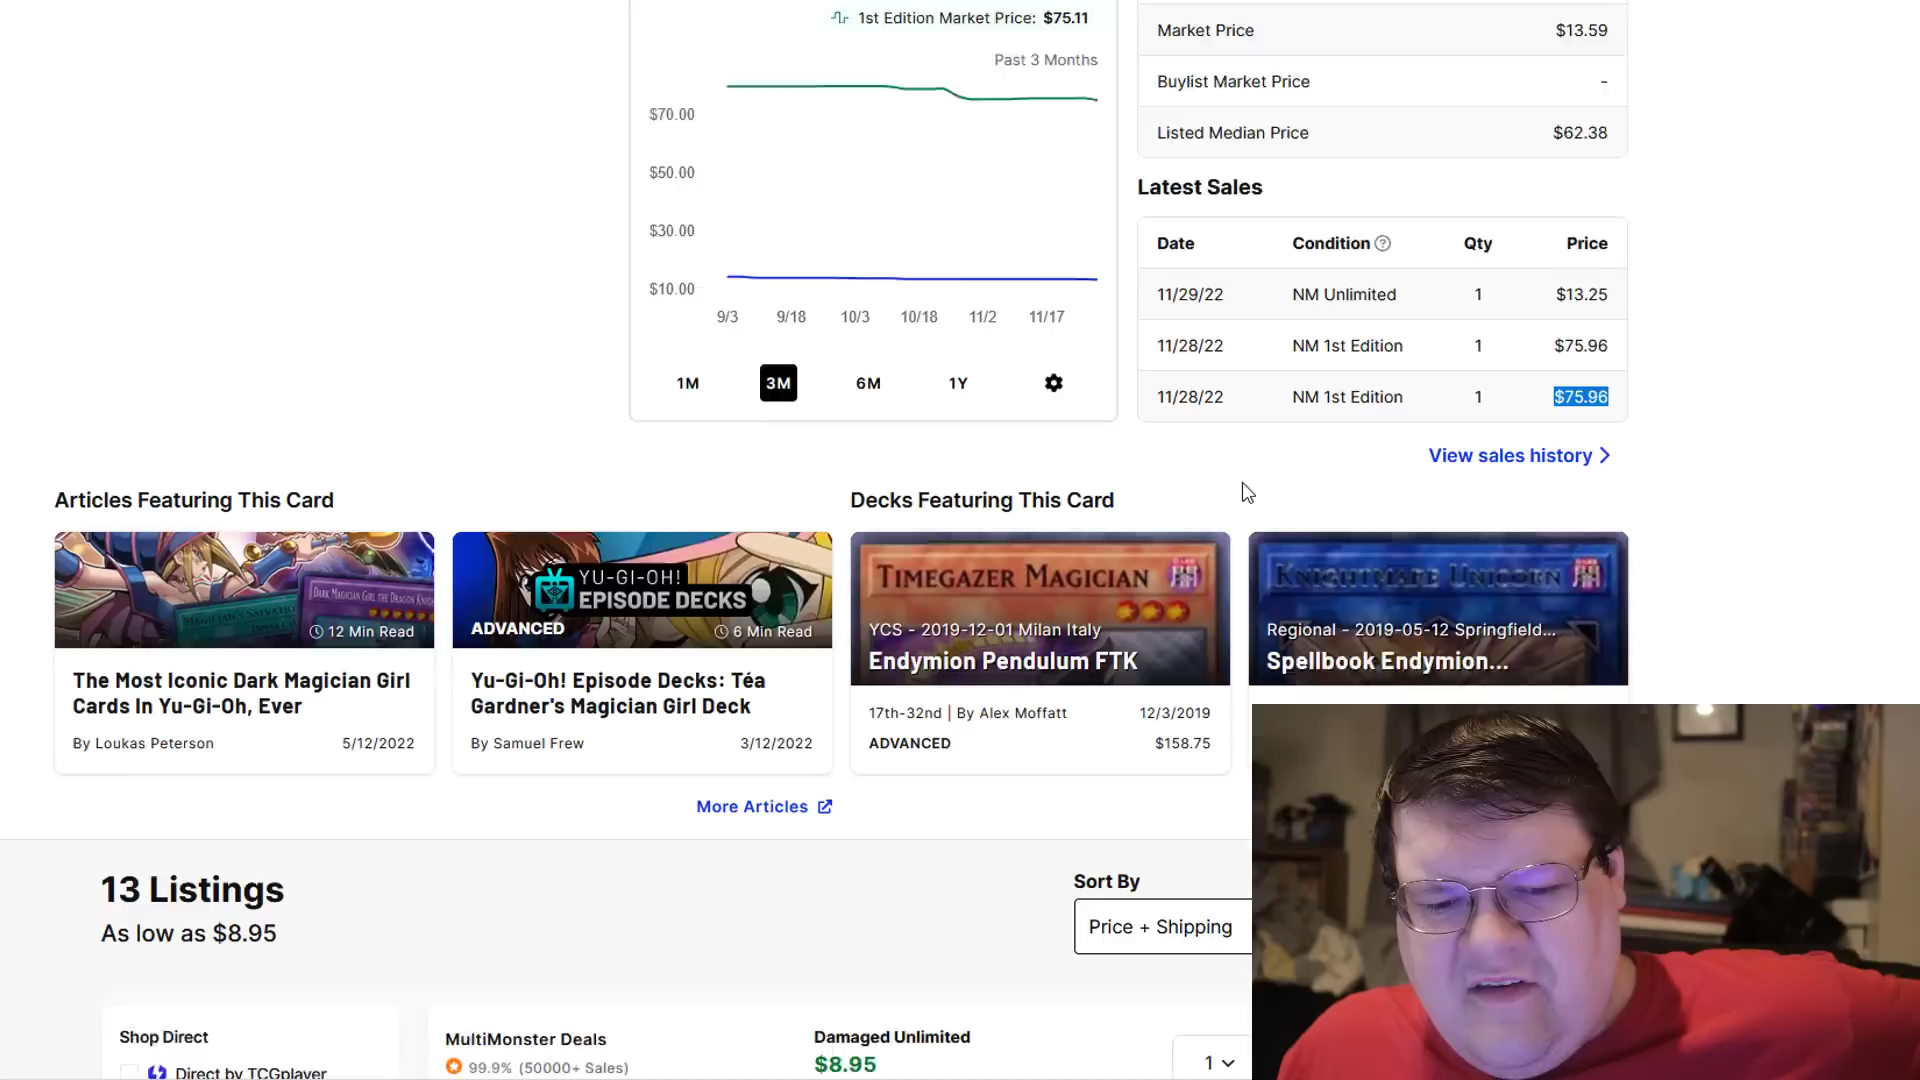 1st Edition Market Price: $75.11
Past 3 Months
$70.00
$50.00
$30.00
$10.00
9/3 9/18 10/3 10/18 11/2 11/17
1M 3M 6M 1Y
Market Price $13.59
Buylist Market Price -
Listed Median Price $62.38
Latest Sales
Date Condition ? Qty Price
11/29/22 NM Unlimited 1 $13.25
11/28/22 NM 1st Edition 1 $75.96
11/28/22 NM 1st Edition 1 $75.96
View sales history
Articles Featuring This Card
MAGICIAN'S SALVATION
DARK MAGICIAN GIRL THE DRAGON KNIGHT
12 Min Read
The Most Iconic Dark Magician Girl
Cards In Yu-Gi-Oh, Ever
By Loukas Peterson 5/12/2022
YU-GI-OH!
EPISODE DECKS
ADVANCED 6 Min Read
Yu-Gi-Oh! Episode Decks: Téa
Gardner's Magician Girl Deck
By Samuel Frew 3/12/2022
More Articles
Decks Featuring This Card
TIMEGAZER MAGICIAN
YCS - 2019-12-01 Milan Italy
Endymion Pendulum FTK
17th-32nd | By Alex Moffatt 12/3/2019
ADVANCED $158.75
KNIGHTMARE UNICORN
Regional - 2019-05-12 Springfield...
Spellbook Endymion...
13 Listings
As low as $8.95
Sort By
Price + Shipping
Shop Direct
Direct by TCGplayer
MultiMonster Deals
99.9% (50000+ Sales)
Damaged Unlimited
$8.95
1